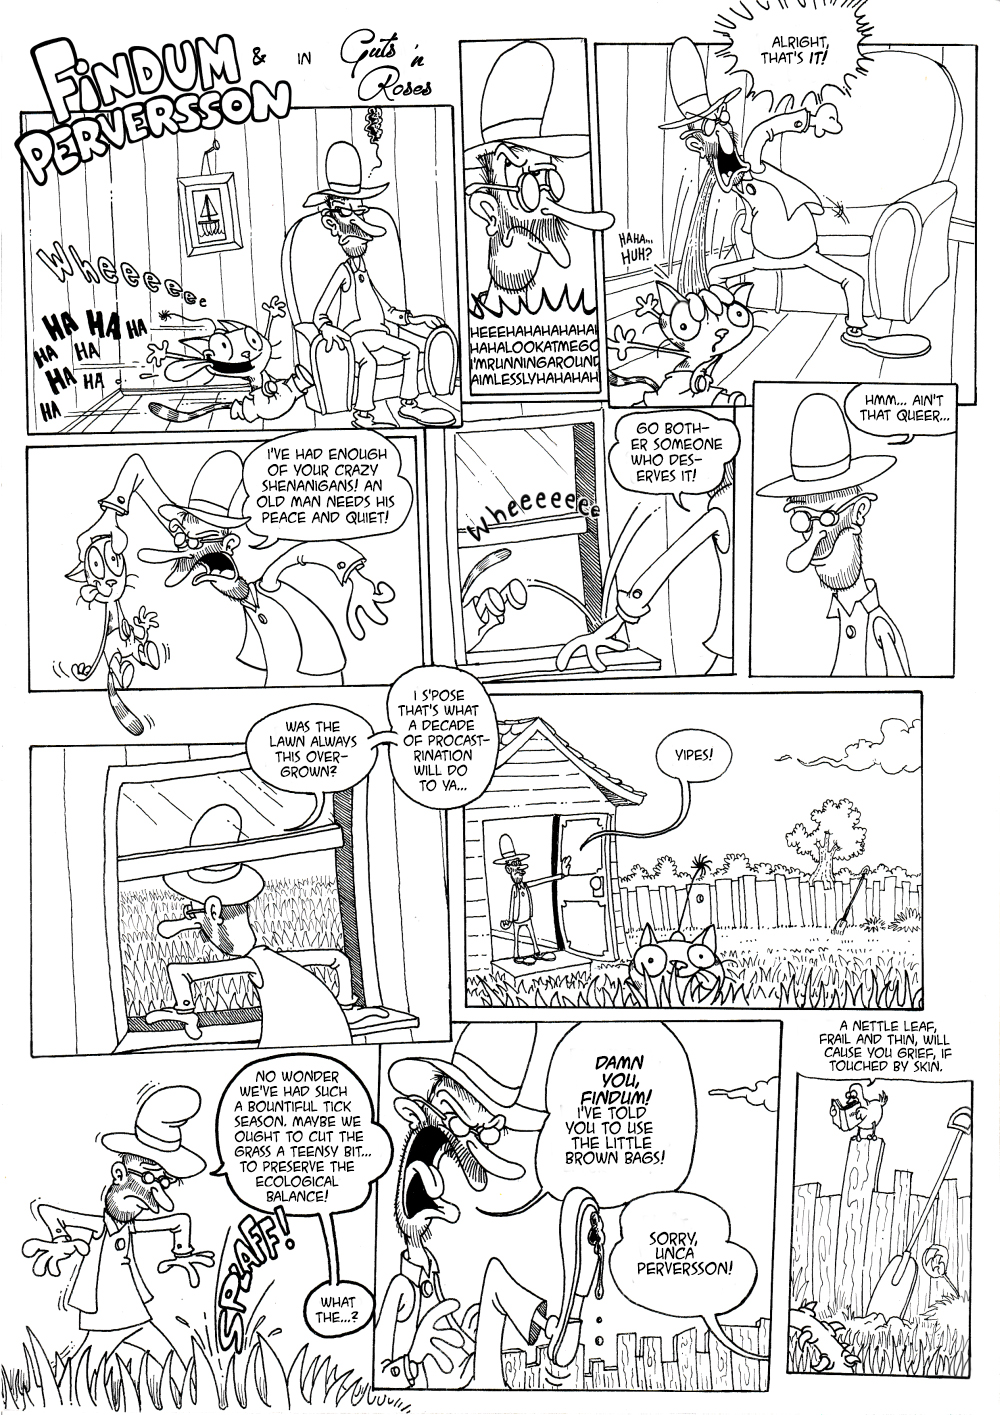 FINDUM &
PERVERSSON
IN
Guts 'n
Roses
Wheeeeeee
HA HA HA
HA HA
HA HA
HA
HEEEHAHAHAHAHA
HAHALOOKATMEGO
I'MRUNNINGAROUND
AIMLESSLYHAHAHAH
ALRIGHT,
THAT'S IT!
HAHA...
HUH?
I'VE HAD ENOUGH
OF YOUR CRAZY
SHENANIGANS! AN
OLD MAN NEEDS HIS
PEACE AND QUIET!
Wheeeeeee
GO BOTH-
ER SOMEONE
WHO DES-
ERVES IT!
HMM... AIN'T
THAT QUEER...
WAS THE
LAWN ALWAYS
THIS OVER-
GROWN?
I S'POSE
THAT'S WHAT
A DECADE
OF PROCAST-
RINATION
WILL DO
TO YA...
YIPES!
NO WONDER
WE'VE HAD SUCH
A BOUNTIFUL TICK
SEASON. MAYBE WE
OUGHT TO CUT THE
GRASS A TEENSY BIT...
TO PRESERVE THE
ECOLOGICAL
BALANCE!
SPLAFF!
WHAT
THE...?
DAMN
YOU,
FINDUM!
I'VE TOLD
YOU TO USE
THE LITTLE
BROWN BAGS!
SORRY,
UNCA
PERVERSSON!
A NETTLE LEAF,
FRAIL AND THIN, WILL
CAUSE YOU GRIEF, IF
TOUCHED BY SKIN.